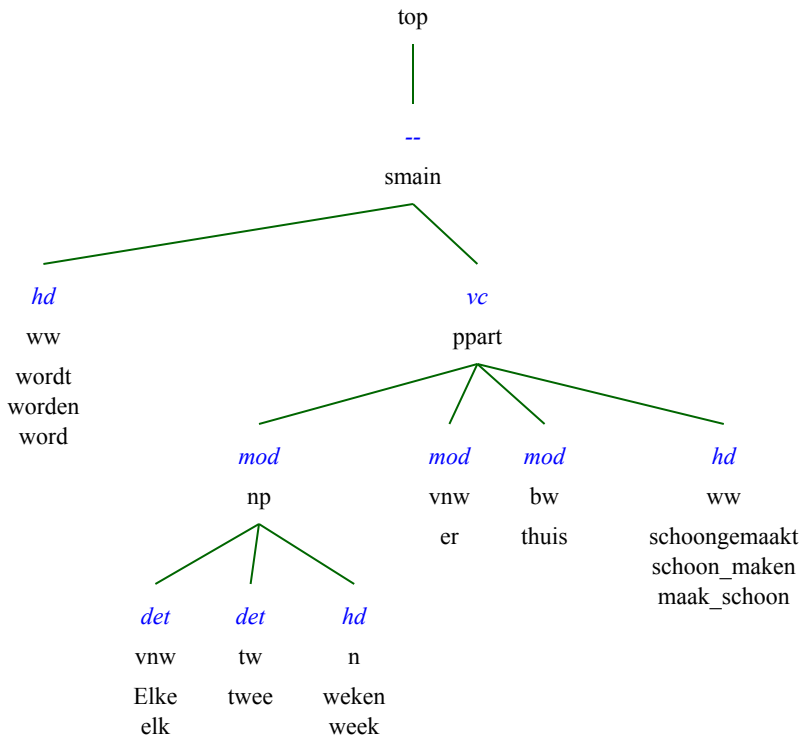 top
--
smain
hd vc
ww ppart
wordt
worden
word
mod mod mod hd
np vnw bw ww
er thuis schoongemaakt
schoon_maken
maak_schoon
det det hd
vnw tw n
Elke twee weken
elk week